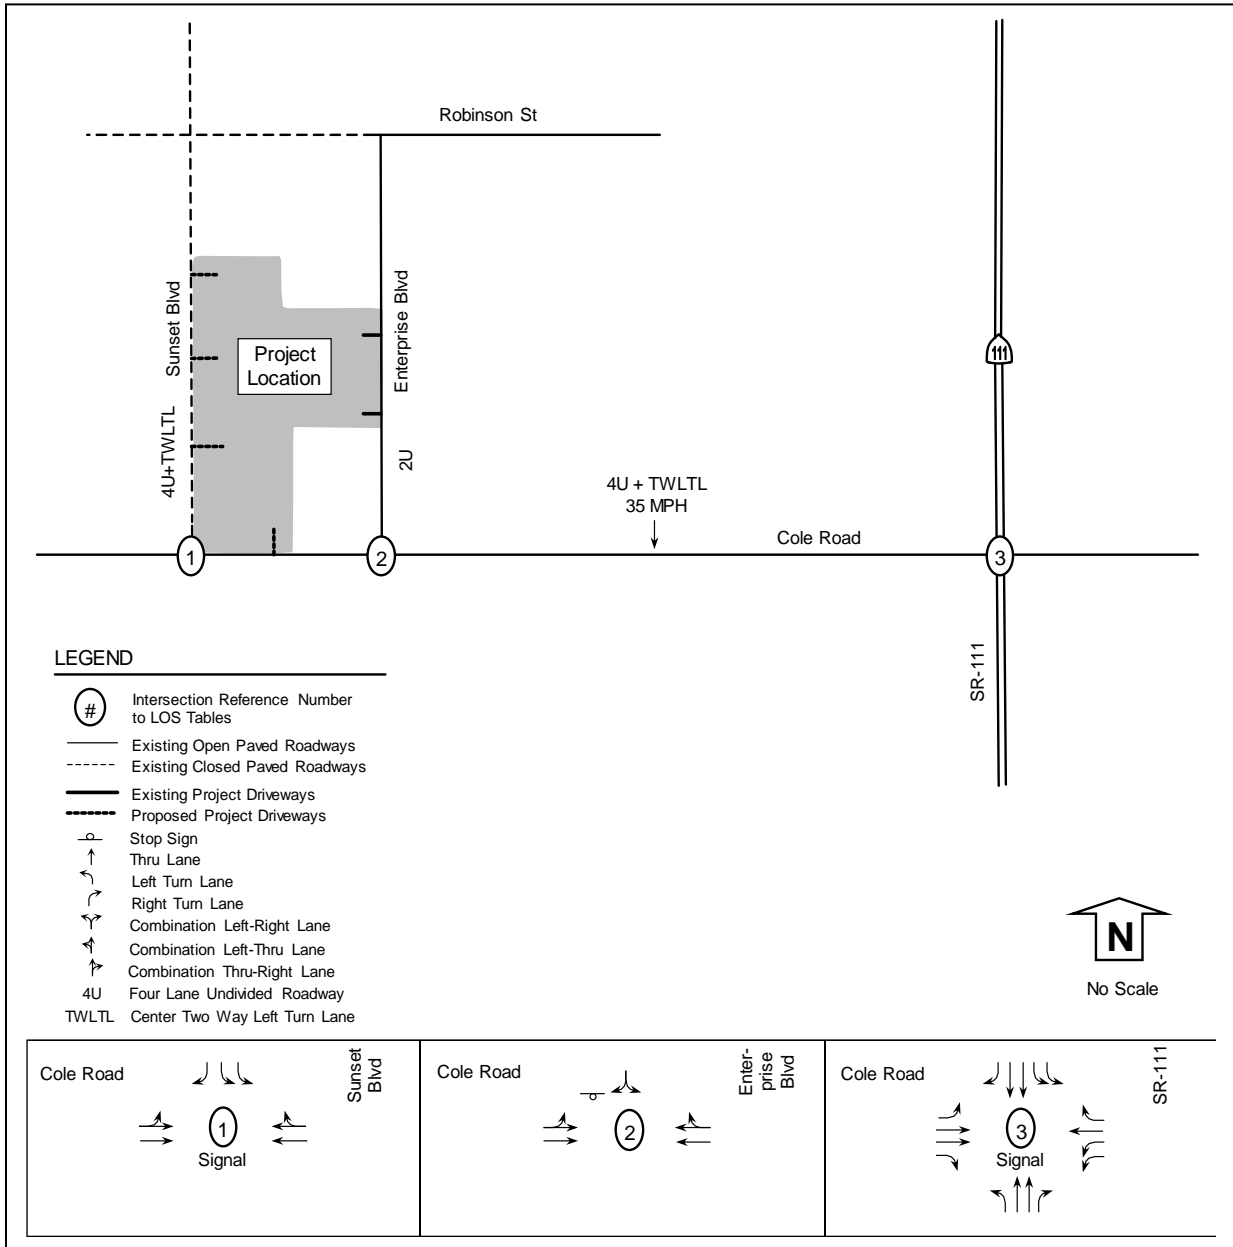 Robinson St
Sunset Blvd
Enterprise Blvd
111
Project
Location
4U+TWLTL
2U
4U + TWLTL
35 MPH
Cole Road
1
2
3
SR-111
LEGEND
# Intersection Reference Number
to LOS Tables
Existing Open Paved Roadways
Existing Closed Paved Roadways
Existing Project Driveways
Proposed Project Driveways
Stop Sign
Thru Lane
Left Turn Lane
Right Turn Lane
Combination Left-Right Lane
Combination Left-Thru Lane
Combination Thru-Right Lane
4U Four Lane Undivided Roadway
TWLTL Center Two Way Left Turn Lane
N
No Scale
Cole Road
Sunset
Blvd
1
Signal
Cole Road
Enter-
prise
Blvd
2
Cole Road
SR-111
3
Signal